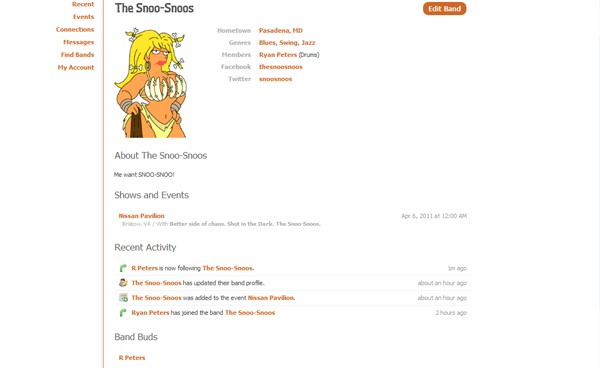 Recent
Events
Connections
Messages
Find Bands
My Account
The Snoo-Snoos
Edit Band
Hometown Pasadena, MD
Genres Blues, Swing, Jazz
Members Ryan Peters (Drums)
Facebook thesnoosnoos
Twitter snoosnoos
About The Snoo-Snoos
Me want SNOO-SNOO!
Shows and Events
Nissan Pavilion Apr 6, 2011 at 12:00 AM
Bristow, VA / With Better side of chaos. Shot in the Dark. The Snoo-Snoos.
Recent Activity
R Peters is now following The Snoo-Snoos. 1m ago
The Snoo-Snoos has updated their band profile. about an hour ago
The Snoo-Snoos was added to the event Nissan Pavilion. about an hour ago
Ryan Peters has joined the band The Snoo-Snoos 2 hours ago
Band Buds
R Peters